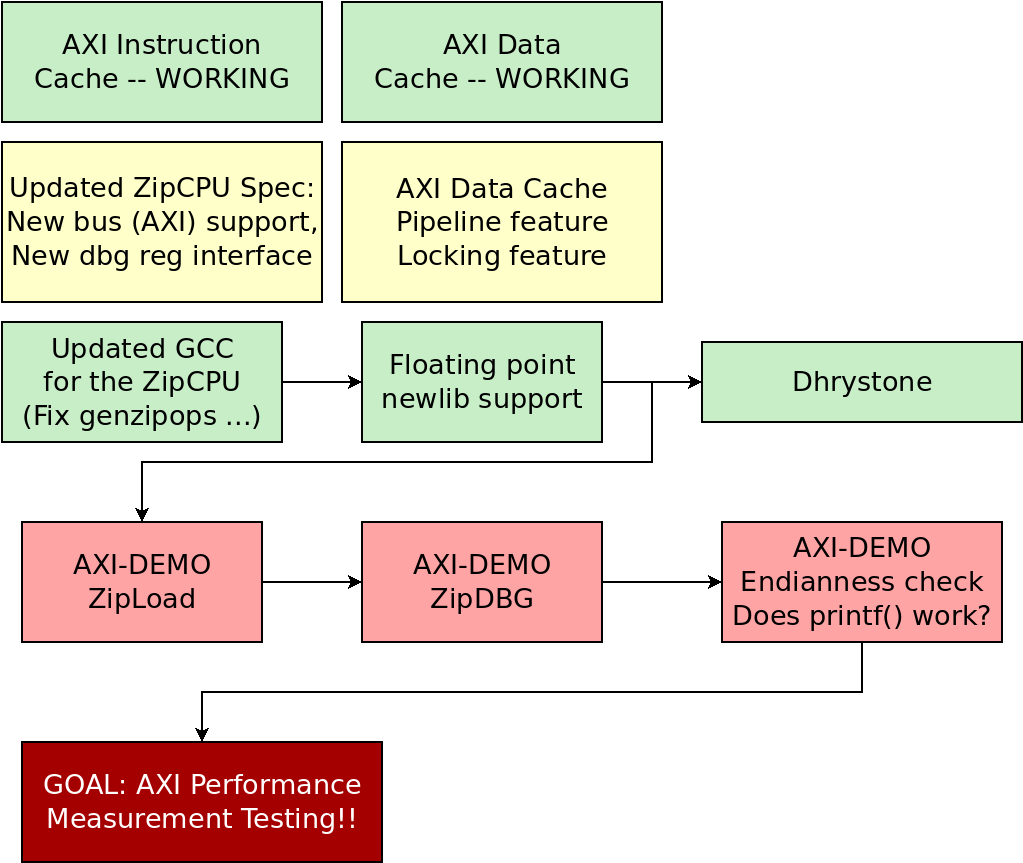 AXI Instruction
Cache -- WORKING
AXI Data
Cache -- WORKING
Updated ZipCPU Spec:
New bus (AXI) support,
New dbg reg interface
AXI Data Cache
Pipeline feature
Locking feature
Updated GCC
for the ZipCPU
(Fix genzipops ...)
Floating point
newlib support
Dhrystone
AXI-DEMO
ZipLoad
AXI-DEMO
ZipDBG
AXI-DEMO
Endianness check
Does printf() work?
GOAL: AXI Performance
Measurement Testing!!